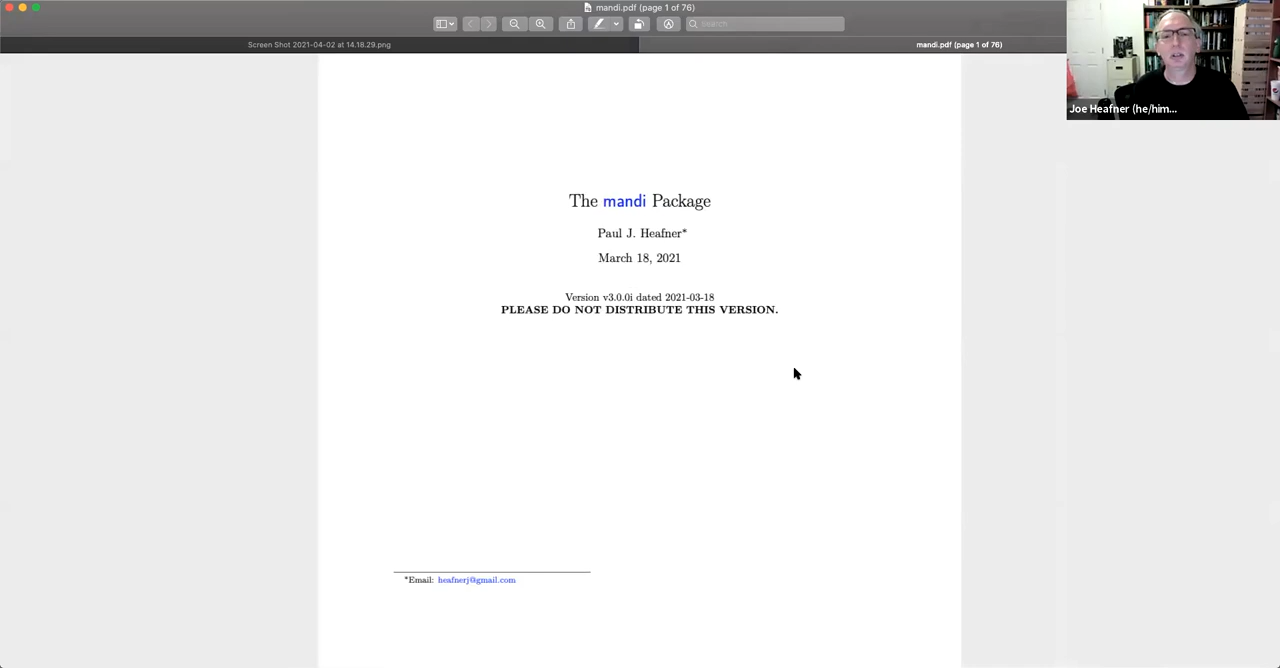 mandi.pdf (page 1 of 76)
Search
Screen Shot 2021-04-02 at 14.18.29.png
mandi.pdf (page 1 of 76)
Joe Heafner (he/him...
The mandi Package
Paul J. Heafner*
March 18, 2021
Version v3.0.0i dated 2021-03-18
PLEASE DO NOT DISTRIBUTE THIS VERSION.
*Email: heafnerj@gmail.com